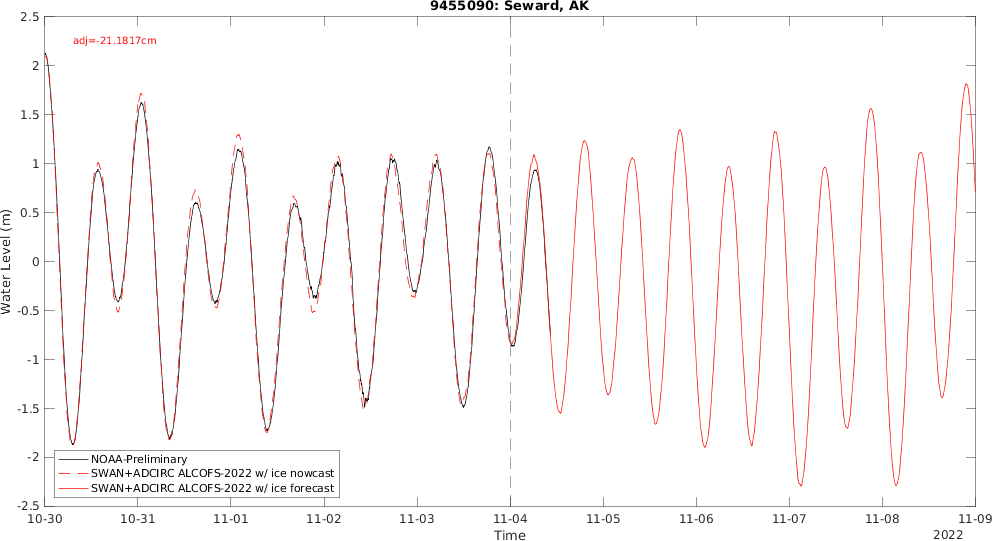 9455090: Seward, AK
adj=-21.1817cm
Water Level (m)
2.5
2
1.5
1
0.5
0
-0.5
-1
-1.5
-2
-2.5
NOAA-Preliminary
SWAN+ADCIRC ALCOFS-2022 w/ ice nowcast
SWAN+ADCIRC ALCOFS-2022 w/ ice forecast
10-30 10-31 11-01 11-02 11-03 11-04 11-05 11-06 11-07 11-08 11-09
Time
2022